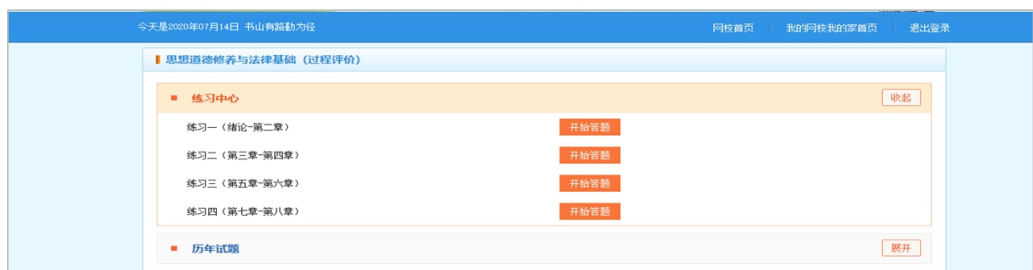 今天是2020年07月14日 书山有路勤为径 网校首页 我的网校我的家首页 退出登录
思想道德修养与法律基础（过程评价）
练习中心 收起
练习一（绪论-第二章） 开始答题
练习二（第三章-第四章） 开始答题
练习三（第五章-第六章） 开始答题
练习四（第七章-第八章） 开始答题
历年试题 展开